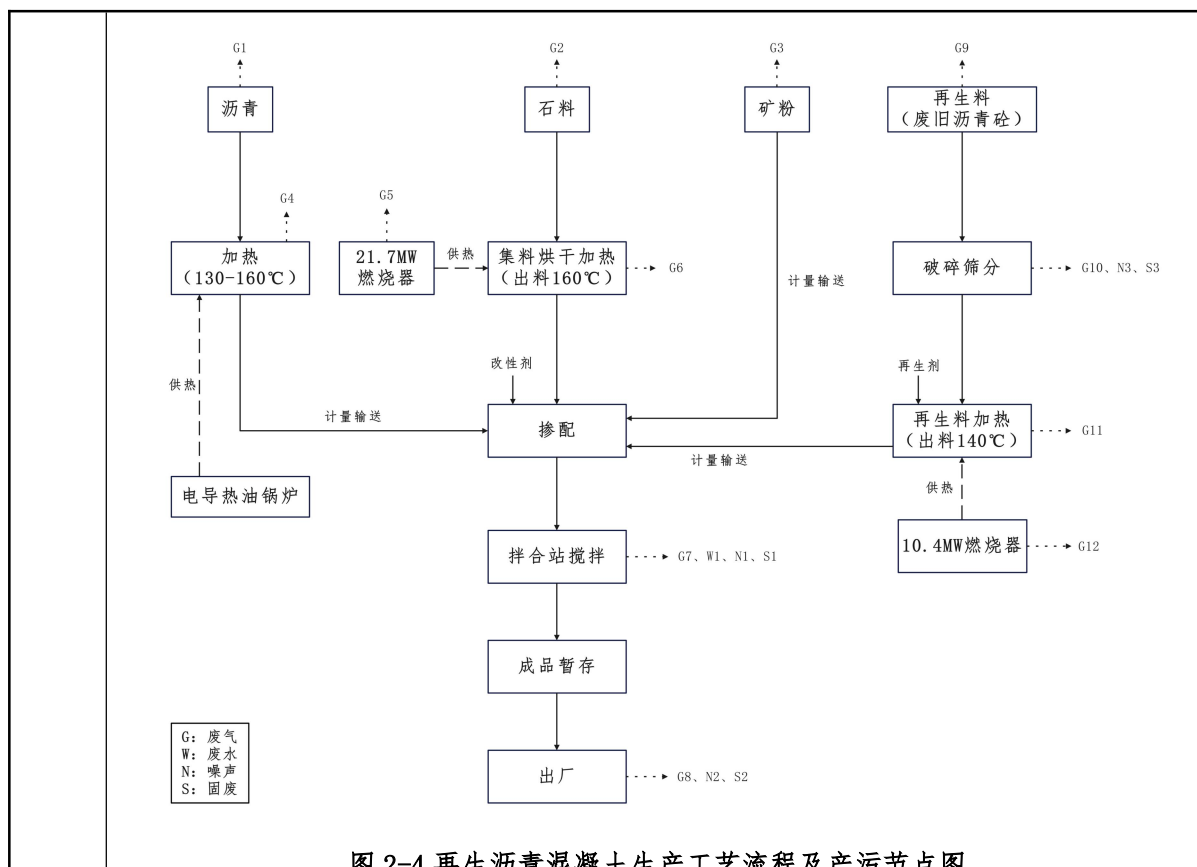 G1
G2
G3
G9
沥青
石料
矿粉
再生料
（废旧沥青砼）
G4
G5
加热
（130-160℃）
21.7MW
燃烧器
供热
集料烘干加热
（出料160℃）
G6
计量输送
破碎筛分
G10、N3、S3
供热
改性剂
再生剂
计量输送
掺配
再生料加热
（出料140℃）
G11
计量输送
电导热油锅炉
供热
10.4MW燃烧器
G12
拌合站搅拌
G7、W1、N1、S1
成品暂存
G：废气
W：废水
N：噪声
S：固废
出厂
G8、N2、S2
图 2-4 再生沥青混凝土生产工艺流程及产污节点图